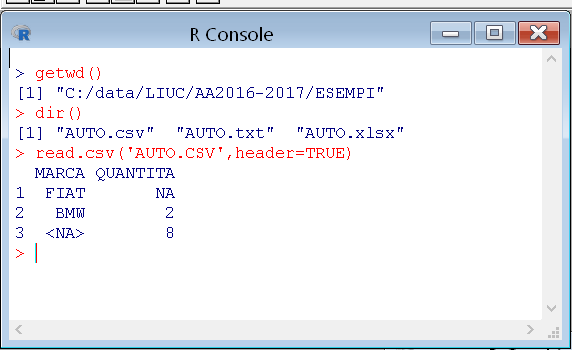 R Console
> getwd()
[1] "C:/data/LIUC/AA2016-2017/ESEMPI"
> dir()
[1] "AUTO.csv"  "AUTO.txt"  "AUTO.xlsx"
> read.csv('AUTO.CSV',header=TRUE)
  MARCA QUANTITA
1  FIAT       NA
2   BMW        2
3  <NA>        8
>